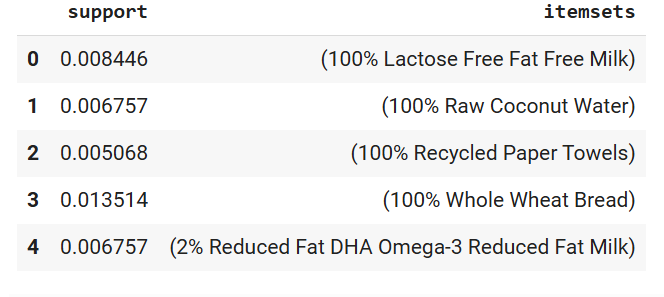 support itemsets
0 0.008446 (100% Lactose Free Fat Free Milk)
1 0.006757 (100% Raw Coconut Water)
2 0.005068 (100% Recycled Paper Towels)
3 0.013514 (100% Whole Wheat Bread)
4 0.006757 (2% Reduced Fat DHA Omega-3 Reduced Fat Milk)